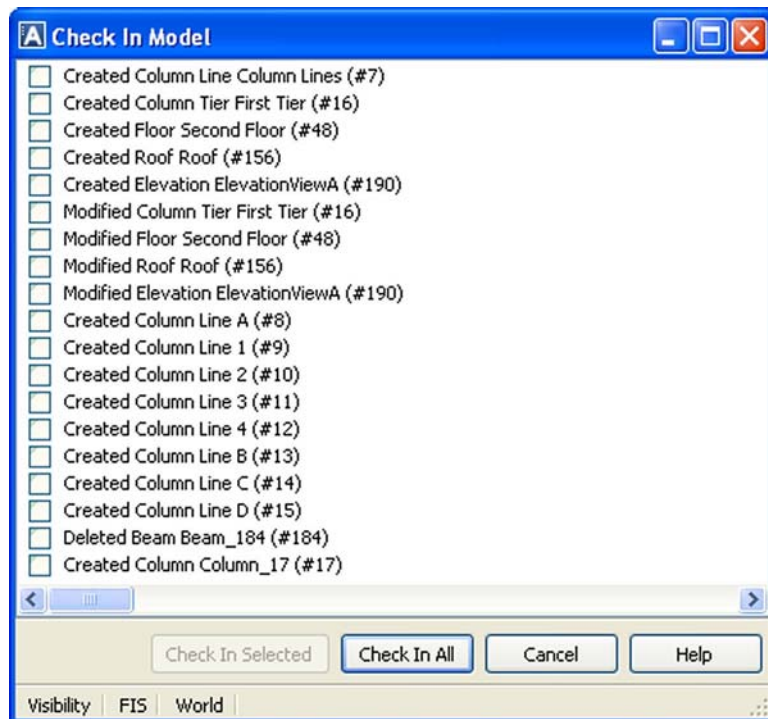 Check In Model
Created Column Line Column Lines (#7)
Created Column Tier First Tier (#16)
Created Floor Second Floor (#48)
Created Roof Roof (#156)
Created Elevation ElevationViewA (#190)
Modified Column Tier First Tier (#16)
Modified Floor Second Floor (#48)
Modified Roof Roof (#156)
Modified Elevation ElevationViewA (#190)
Created Column Line A (#8)
Created Column Line 1 (#9)
Created Column Line 2 (#10)
Created Column Line 3 (#11)
Created Column Line 4 (#12)
Created Column Line B (#13)
Created Column Line C (#14)
Created Column Line D (#15)
Deleted Beam Beam_184 (#184)
Created Column Column_17 (#17)
Check In Selected Check In All Cancel Help
Visibility FIS World